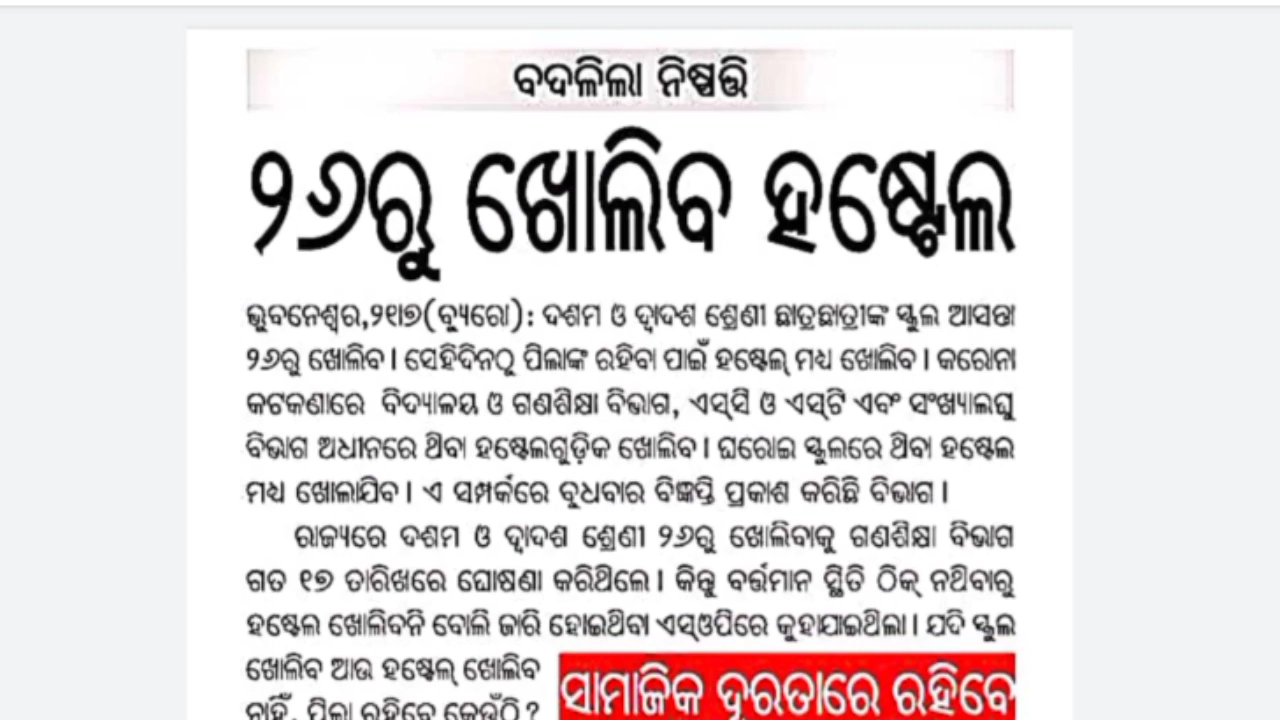 ବଦଳିଲା ନିଷ୍ପତ୍ତି
୨୬ରୁ ଖୋଲିବ ହଷ୍ଟେଲ
ଭୁବନେଶ୍ୱର,୨୧।୭(ବ୍ୟୁରୋ): ଦଶମ ଓ ଦ୍ୱାଦଶ ଶ୍ରେଣୀ ଛାତ୍ରଛାତ୍ରୀଙ୍କ ସ୍କୁଲ ଆସନ୍ତା
୨୬ରୁ ଖୋଲିବ। ସେହିଦିନଠୁ ପିଲାଙ୍କ ରହିବା ପାଇଁ ହଷ୍ଟେଲ୍ ମଧ୍ୟ ଖୋଲିବ। କରୋନା
କଟକଣାରେ ବିଦ୍ୟାଳୟ ଓ ଗଣଶିକ୍ଷା ବିଭାଗ, ଏସ୍‌ସି ଓ ଏସ୍‌ଟି ଏବଂ ସଂଖ୍ୟାଲଘୁ
ବିଭାଗ ଅଧୀନରେ ଥିବା ହଷ୍ଟେଲଗୁଡ଼ିକ ଖୋଲିବ। ଘରୋଇ ସ୍କୁଲରେ ଥିବା ହଷ୍ଟେଲ
ମଧ୍ୟ ଖୋଲାଯିବ। ଏ ସମ୍ପର୍କରେ ବୁଧବାର ବିଜ୍ଞପ୍ତି ପ୍ରକାଶ କରିଛି ବିଭାଗ।
ରାଜ୍ୟରେ ଦଶମ ଓ ଦ୍ୱାଦଶ ଶ୍ରେଣୀ ୨୬ରୁ ଖୋଲିବାକୁ ଗଣଶିକ୍ଷା ବିଭାଗ
ଗତ ୧୭ ତାରିଖରେ ଘୋଷଣା କରିଥିଲେ। କିନ୍ତୁ ବର୍ତ୍ତମାନ ସ୍ଥିତି ଠିକ୍ ନଥିବାରୁ
ହଷ୍ଟେଲ ଖୋଲିବନି ବୋଲି ଜାରି ହୋଇଥିବା ଏସ୍‌ଓପିରେ କୁହାଯାଇଥିଲା। ଯଦି ସ୍କୁଲ
ଖୋଲିବ ଆଉ ହଷ୍ଟେଲ୍ ଖୋଲିବ
ନାହିଁ, ପିଲା ରହିବେ କେଉଁଠି?
ସାମାଜିକ ଦୂରତାରେ ରହିବେ